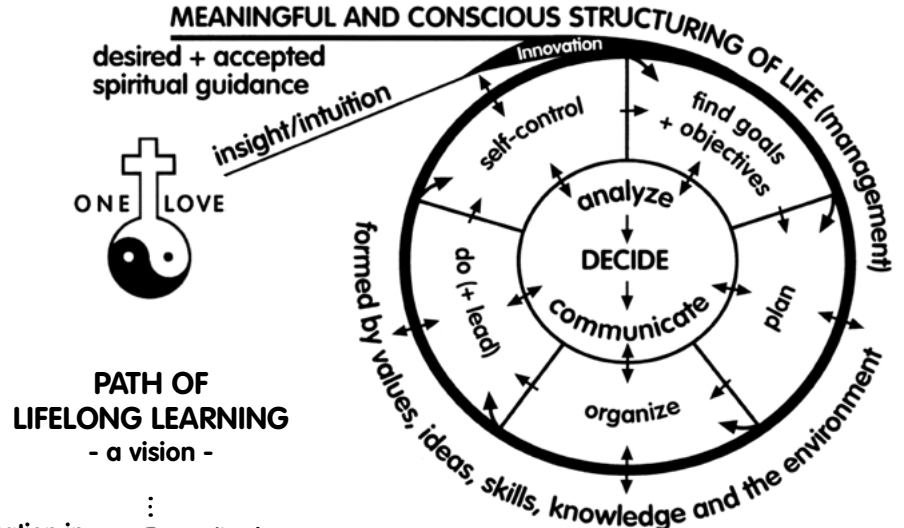 MEANINGFUL AND CONSCIOUS STRUCTURING OF LIFE (management)
desired + accepted
spiritual guidance
insight/intuition
Innovation
self-control
find goals
+ objectives
analyze
DECIDE
communicate
do (+ lead)
plan
organize
formed by values, ideas, skills, knowledge and the environment
ONE LOVE
PATH OF
LIFELONG LEARNING
- a vision -